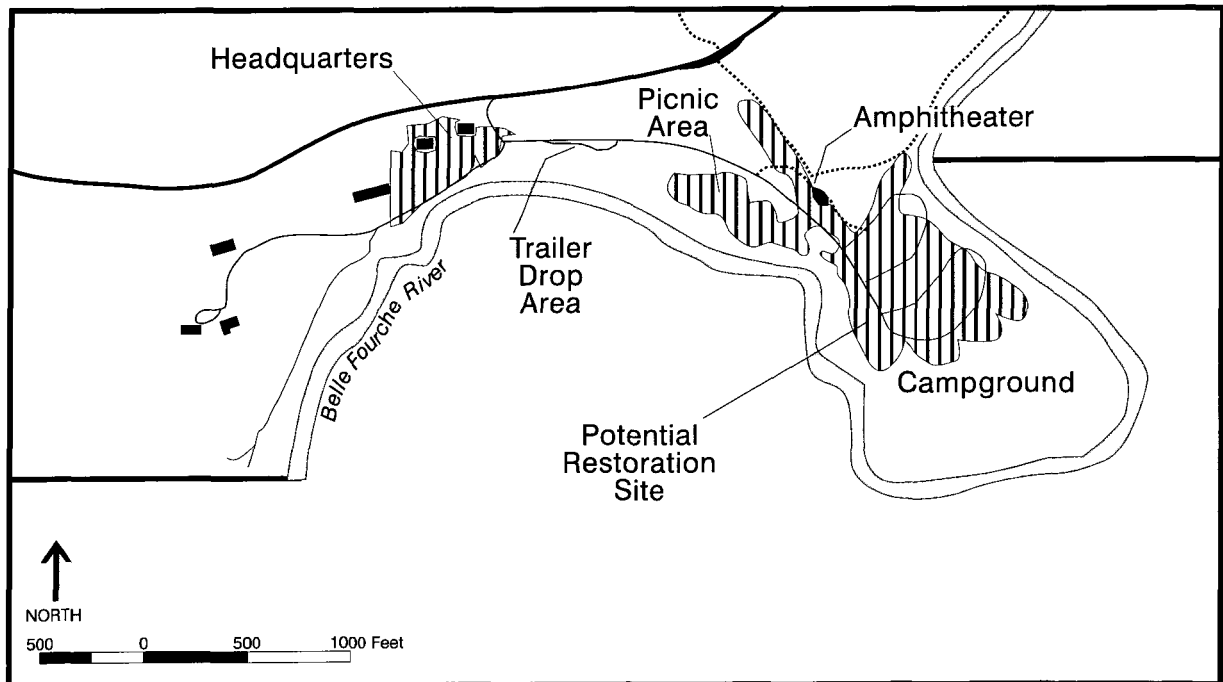 Headquarters
Picnic
Area
Amphitheater
Trailer
Drop
Area
Belle Fourche River
Campground
Potential
Restoration
Site
NORTH
500 0 500 1000 Feet